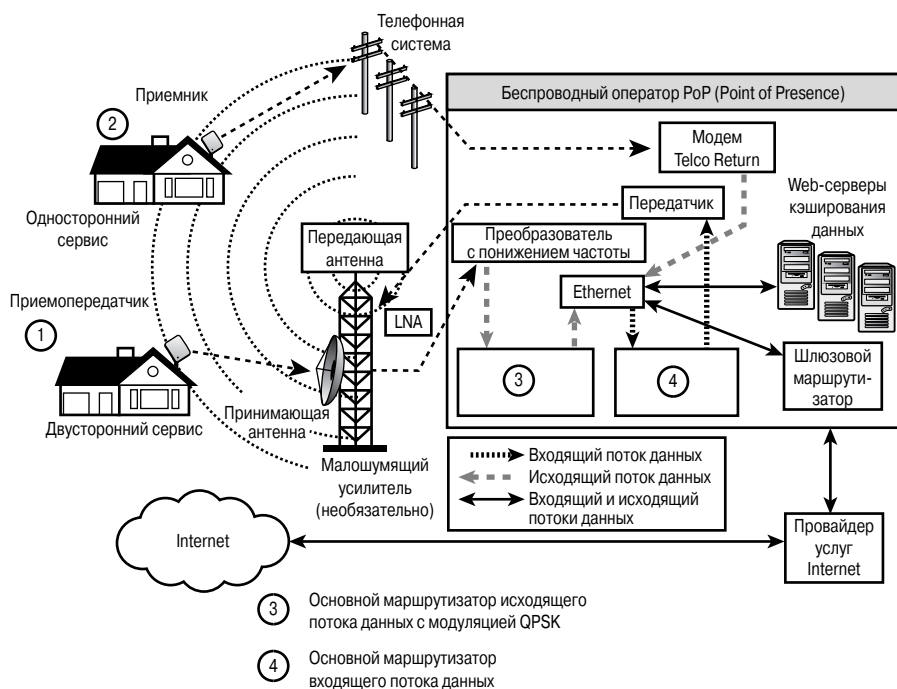 Телефонная
система
Приемник
2
Односторонний
сервис
Приемопередатчик
1
Двусторонний сервис
Передающая
антенна
LNA
Принимающая
антенна
Малошумящий
усилитель
(необязательно)
Беспроводный оператор PoP (Point of Presence)
Модем
Telco Return
Передатчик
Преобразователь
с понижением частоты
Ethernet
Web-серверы
кэширования
данных
3
4
Шлюзовой
маршрути-
затор
Входящий поток данных
Исходящий поток данных
Входящий и исходящий
потоки данных
Internet
Провайдер
услуг
Internet
3
Основной маршрутизатор исходящего
потока данных с модуляцией QPSK
4
Основной маршрутизатор
входящего потока данных